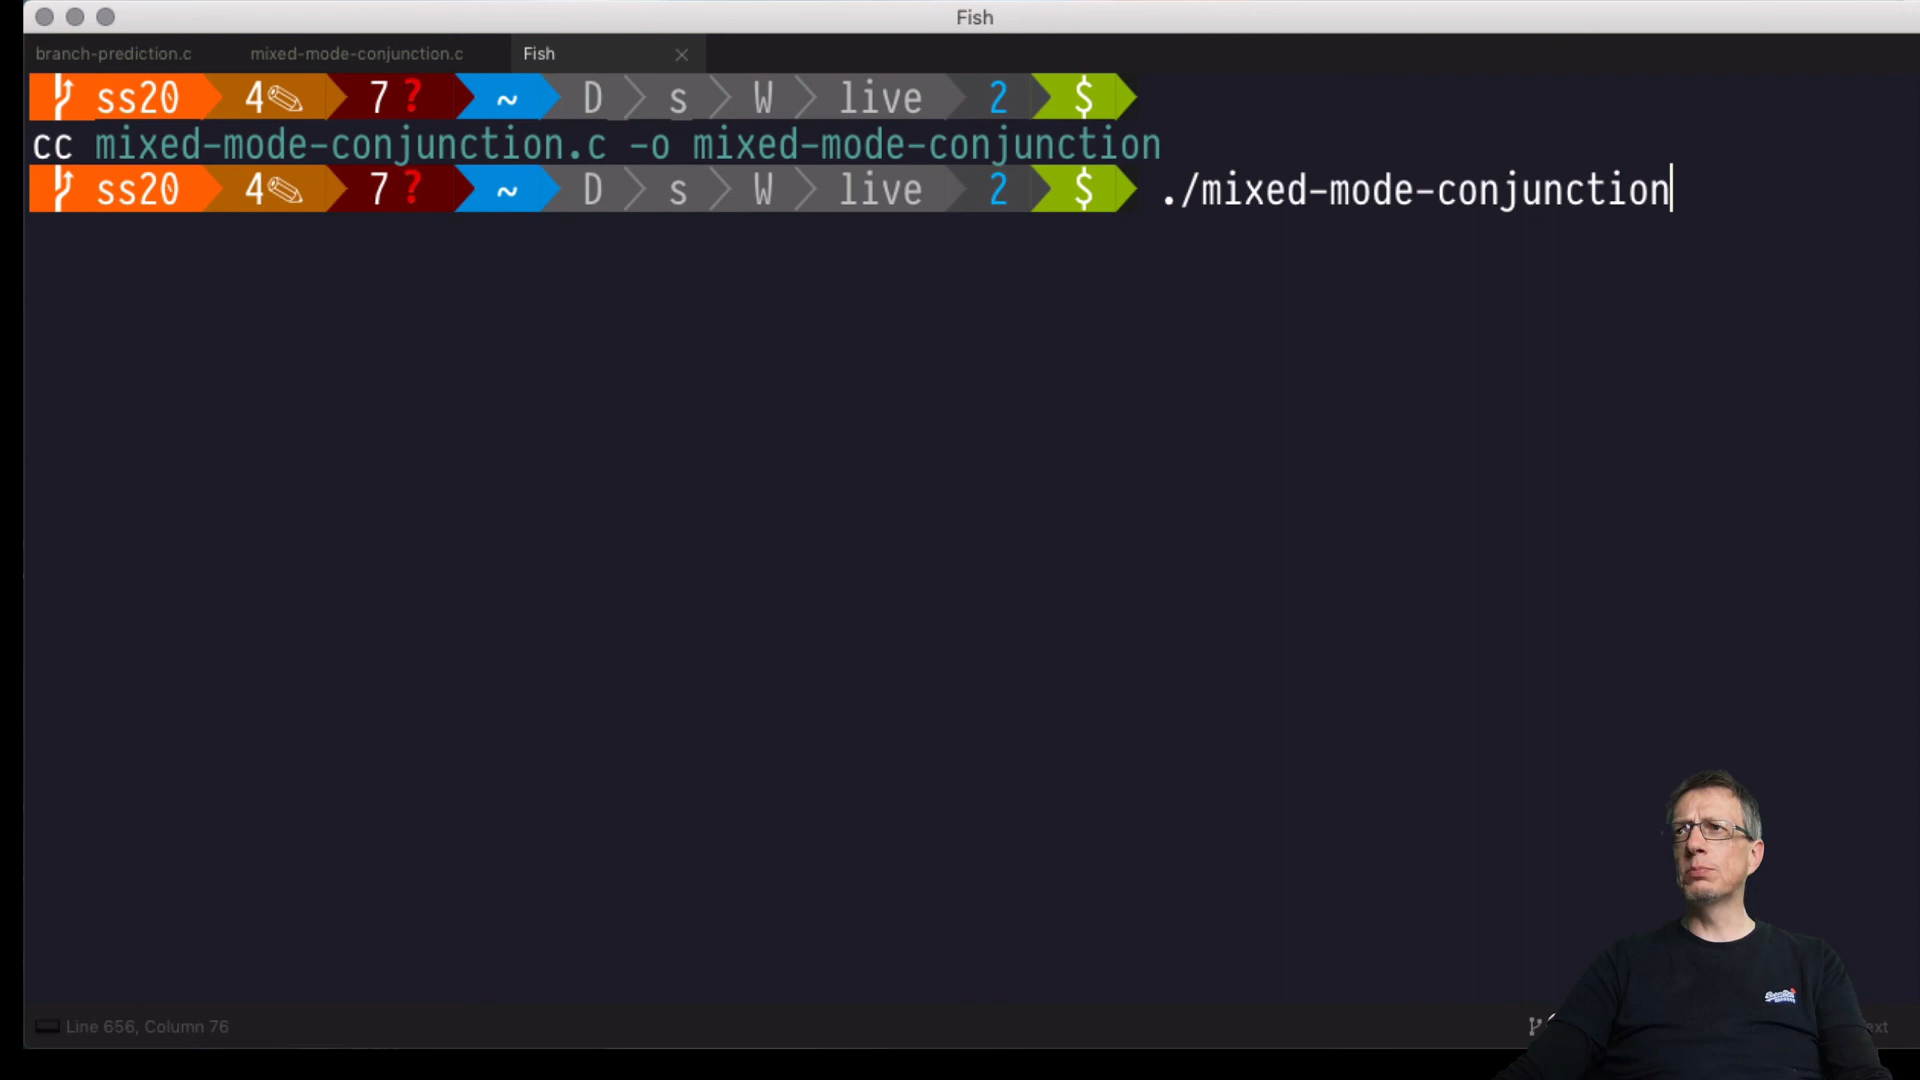 Fish
branch-prediction.c mixed-mode-conjunction.c Fish
ss20 4 7 ? ~ D s W live 2 $
cc mixed-mode-conjunction.c -o mixed-mode-conjunction
ss20 4 7 ? ~ D s W live 2 $ ./mixed-mode-conjunction
Line 656, Column 76